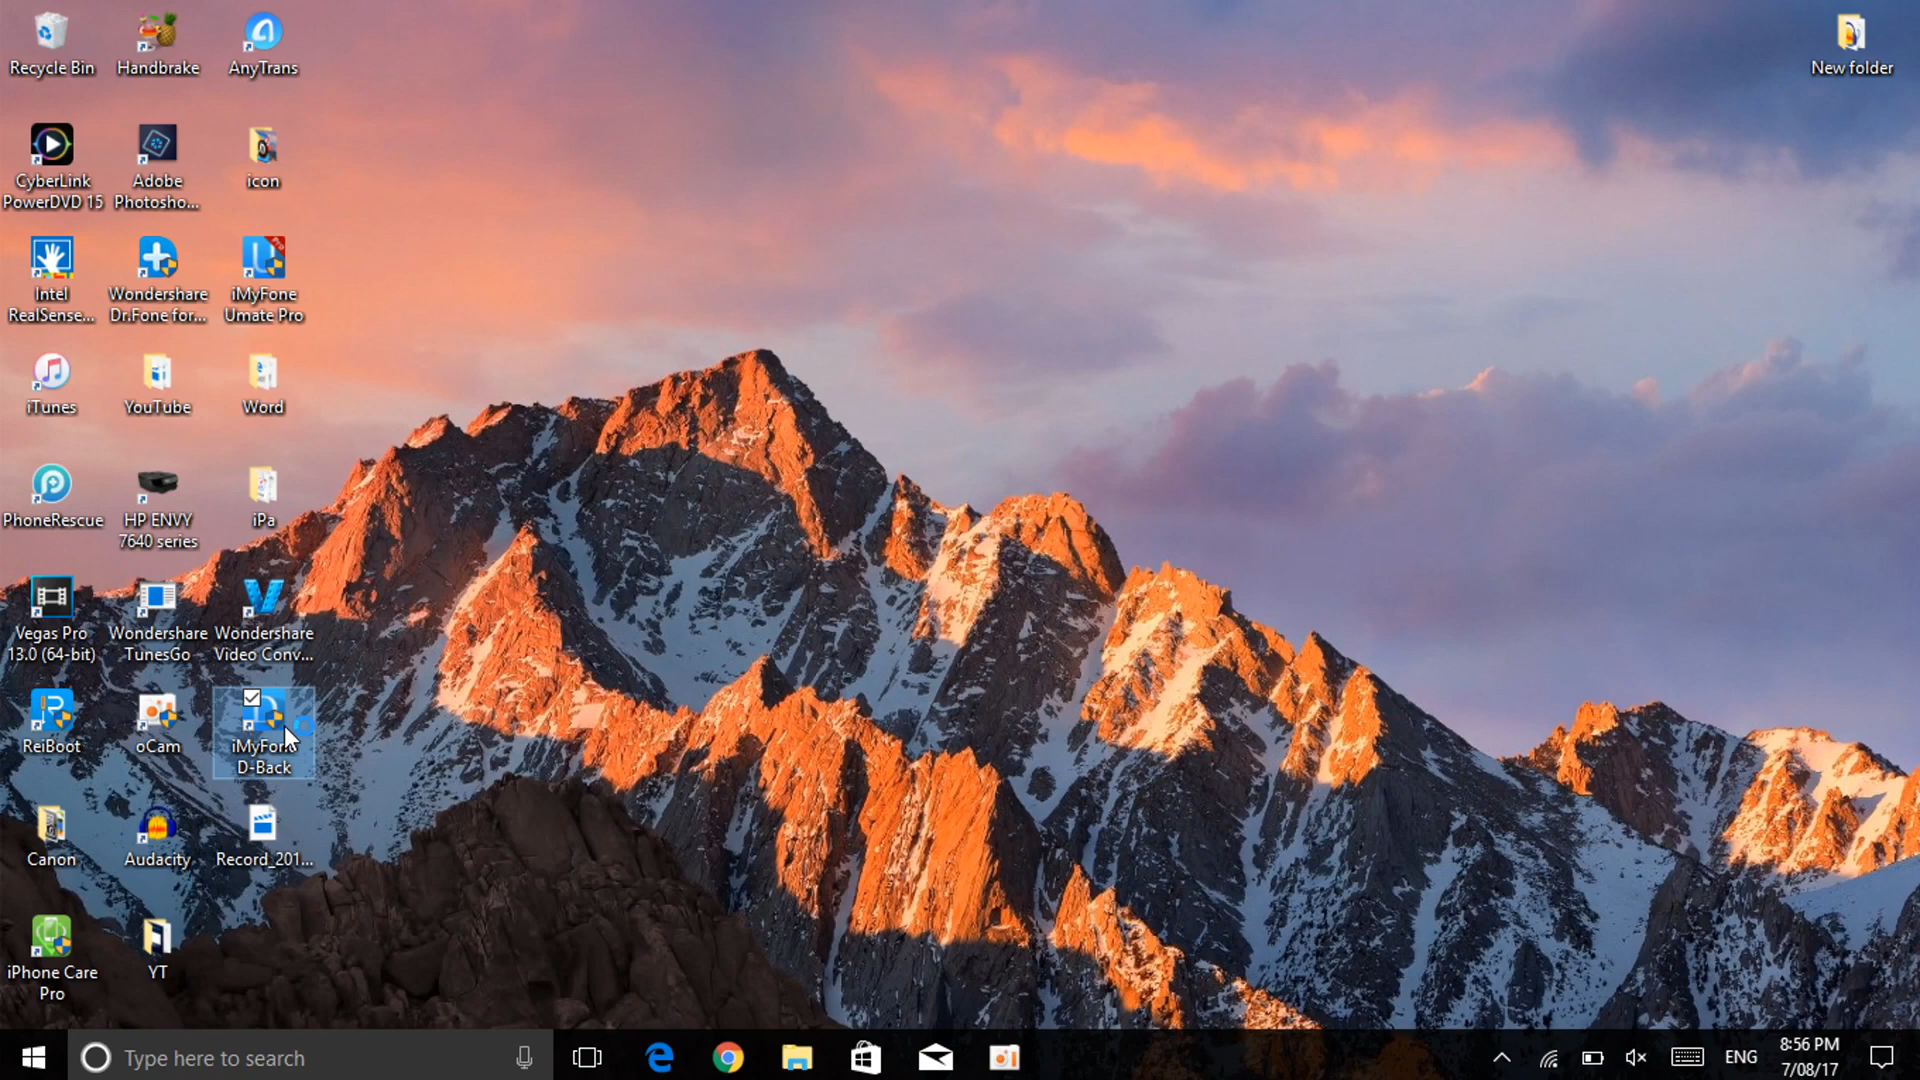 Recycle Bin
Handbrake
AnyTrans
New folder
CyberLink
PowerDVD 15
Adobe
Photosho...
icon
Intel
RealSense...
Wondershare
Dr.Fone for...
iMyFone
Umate Pro
iTunes
YouTube
Word
PhoneRescue
HP ENVY
7640 series
iPa
Vegas Pro
13.0 (64-bit)
Wondershare
TunesGo
Wondershare
Video Conv...
ReiBoot
oCam
iMyFone
D-Back
Canon
Audacity
Record_201...
iPhone Care
Pro
YT
Type here to search
ENG
8:56 PM
7/08/17